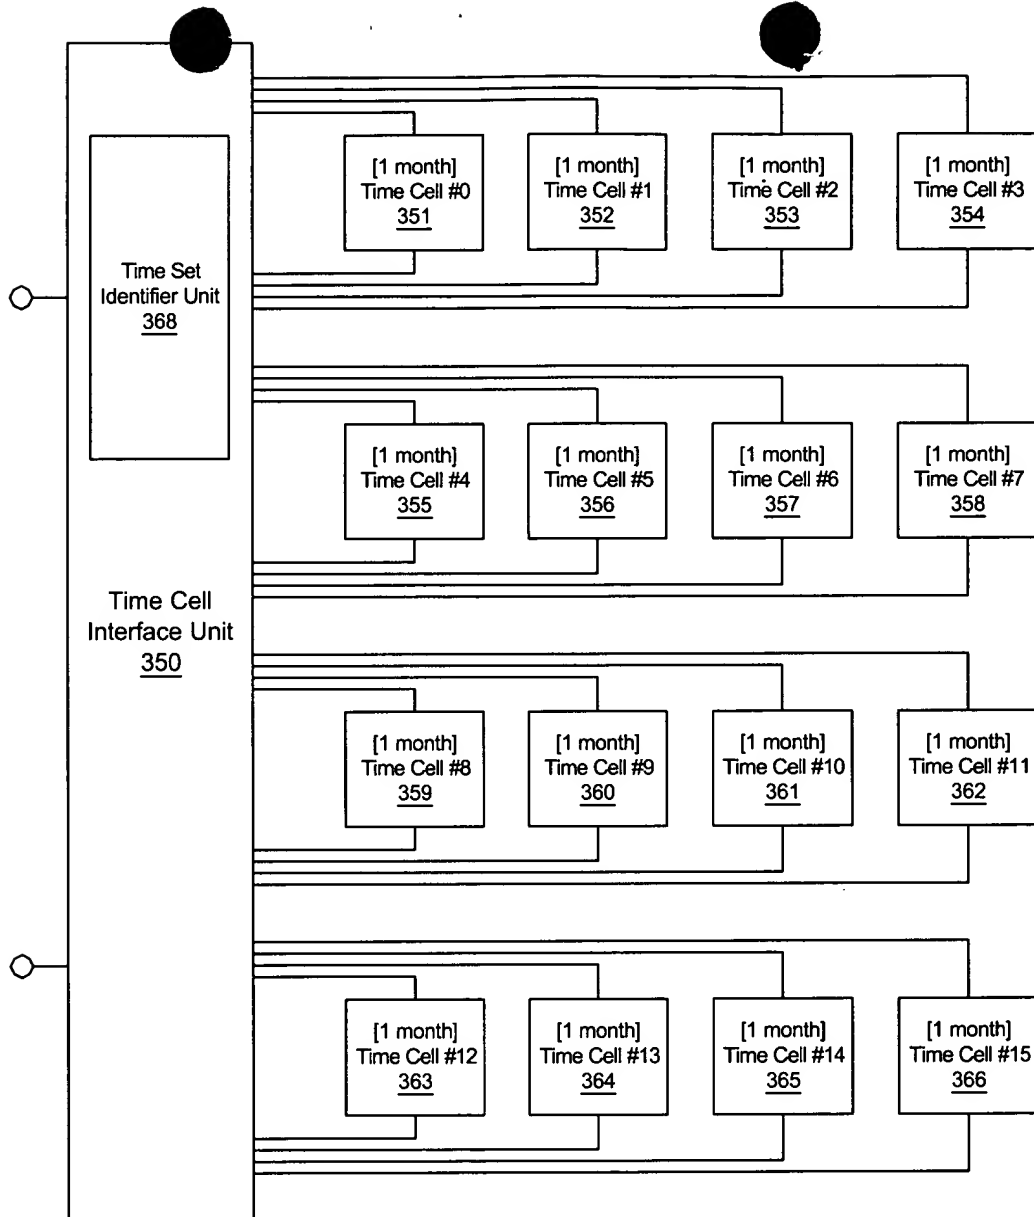 [1 month]
Time Cell #0
351
[1 month]
Time Cell #1
352
[1 month]
Time Cell #2
353
[1 month]
Time Cell #3
354
Time Set
Identifier Unit
368
[1 month]
Time Cell #4
355
[1 month]
Time Cell #5
356
[1 month]
Time Cell #6
357
[1 month]
Time Cell #7
358
Time Cell
Interface Unit
350
[1 month]
Time Cell #8
359
[1 month]
Time Cell #9
360
[1 month]
Time Cell #10
361
[1 month]
Time Cell #11
362
[1 month]
Time Cell #12
363
[1 month]
Time Cell #13
364
[1 month]
Time Cell #14
365
[1 month]
Time Cell #15
366